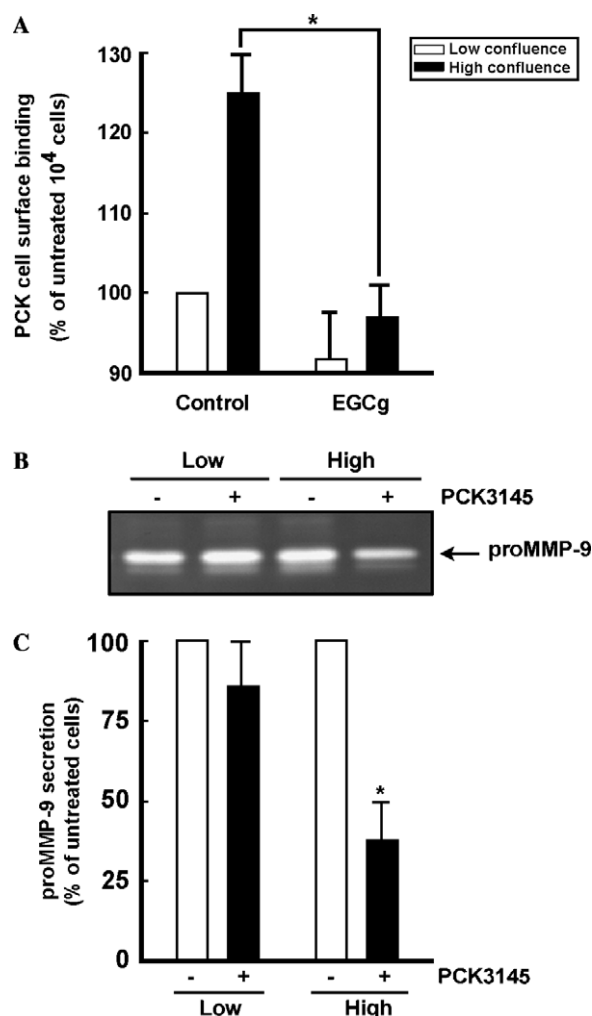 A
*
Low confluence
High confluence
PCK cell surface binding
(% of untreated 10⁴ cells)
130
120
110
100
90
Control EGCg
B
Low High
- + - + PCK3145
proMMP-9
C
proMMP-9 secretion
(% of untreated cells)
100
75
50
25
0
*
- + - + PCK3145
Low High